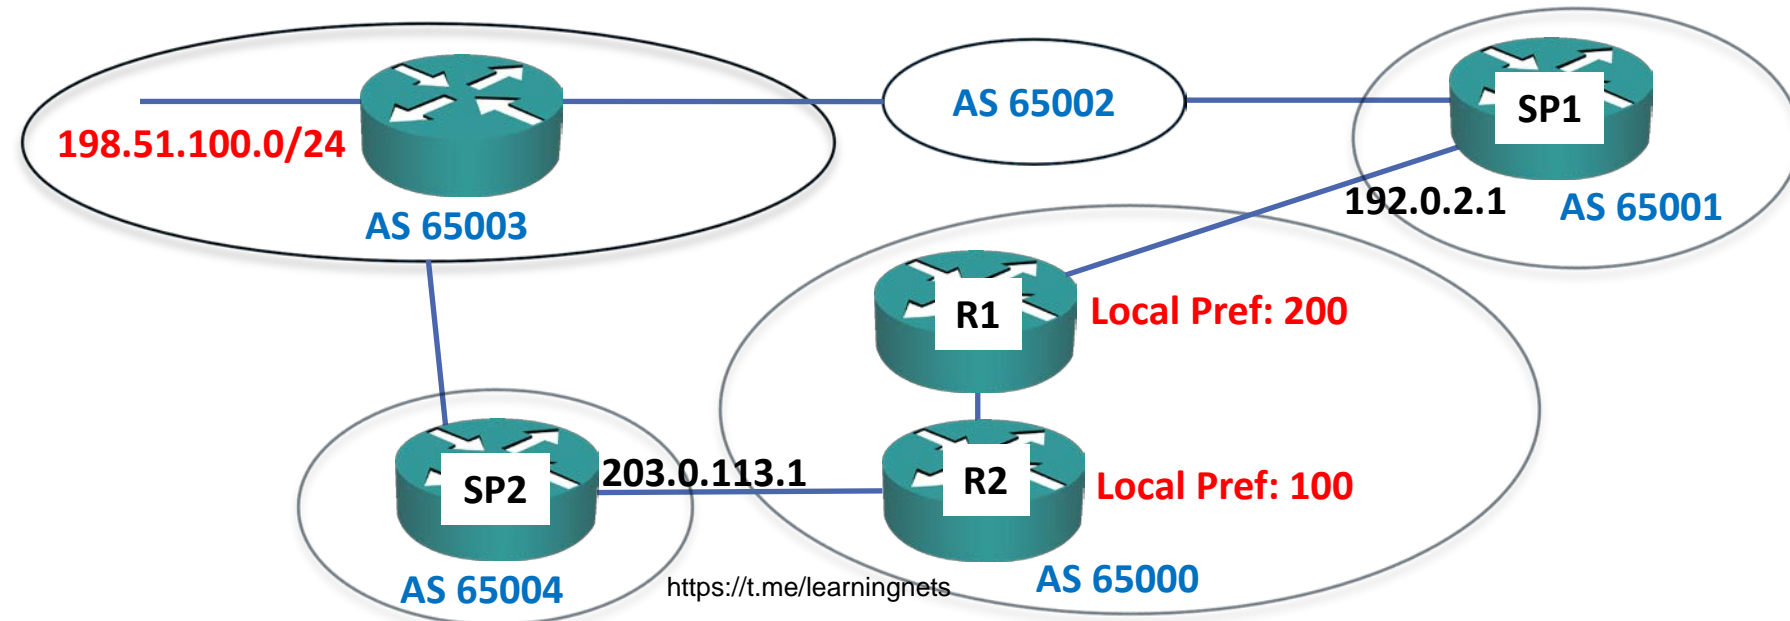 AS 65002
SP1
198.51.100.0/24
192.0.2.1
AS 65001
AS 65003
R1
Local Pref: 200
SP2
203.0.113.1
R2
Local Pref: 100
AS 65004
https://t.me/learningnets
AS 65000